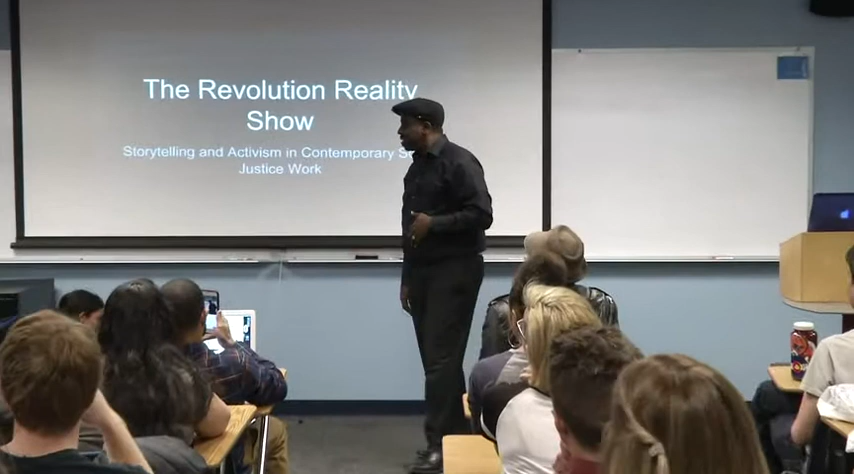 The Revolution Reality
Show
Storytelling and Activism in Contemporary
Justice Work